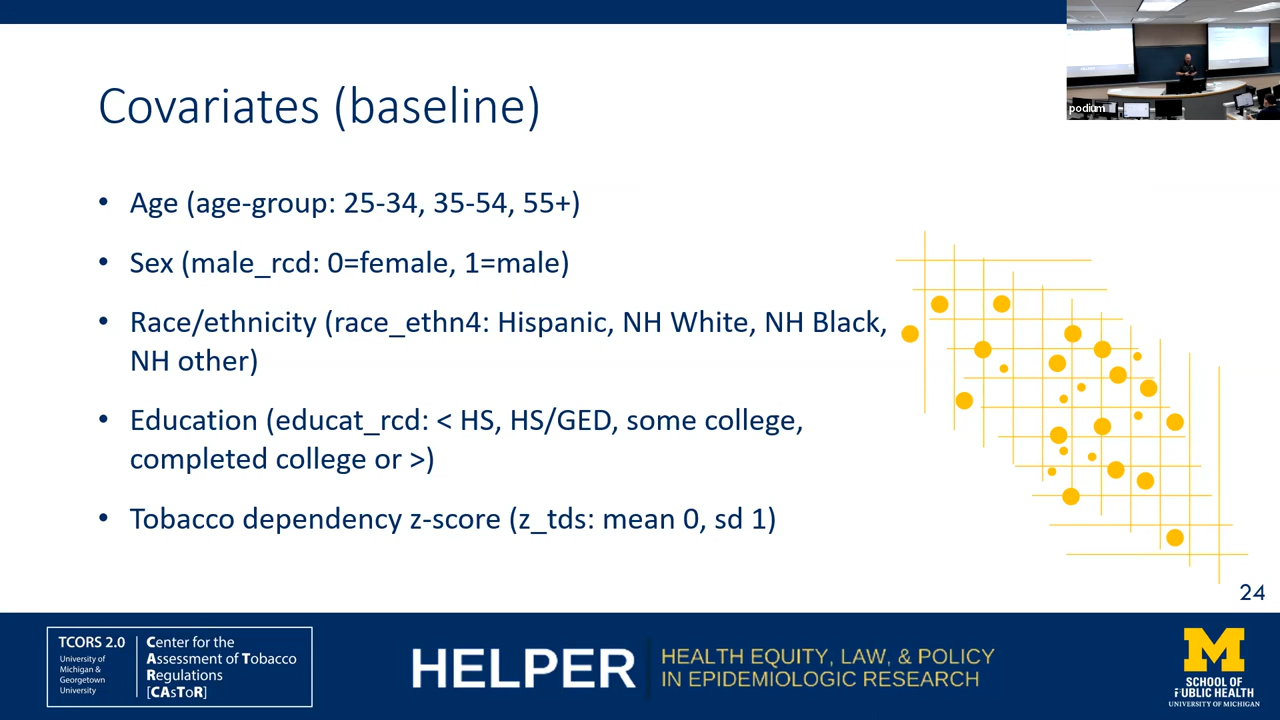 Covariates (baseline)
• Age (age-group: 25-34, 35-54, 55+)
• Sex (male_rcd: 0=female, 1=male)
• Race/ethnicity (race_ethn4: Hispanic, NH White, NH Black,
NH other)
• Education (educat_rcd: < HS, HS/GED, some college,
completed college or >)
• Tobacco dependency z-score (z_tds: mean 0, sd 1)
podium
24
TCORS 2.0
University of
Michigan &
Georgetown
University
Center for the
Assessment of Tobacco
Regulations
[CAsToR]
HELPER
HEALTH EQUITY, LAW, & POLICY
IN EPIDEMIOLOGIC RESEARCH
M
SCHOOL OF
PUBLIC HEALTH
UNIVERSITY OF MICHIGAN